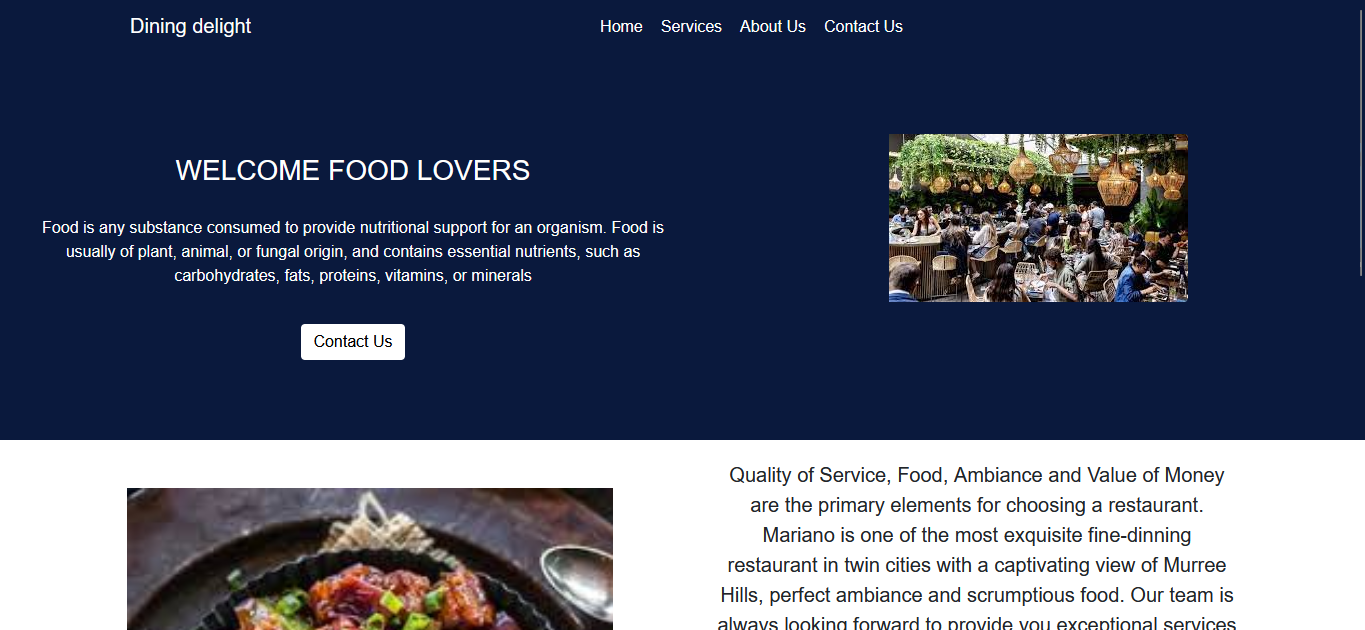 Dining delight
Home Services About Us Contact Us
WELCOME FOOD LOVERS
Food is any substance consumed to provide nutritional support for an organism. Food is
usually of plant, animal, or fungal origin, and contains essential nutrients, such as
carbohydrates, fats, proteins, vitamins, or minerals
Contact Us
Quality of Service, Food, Ambiance and Value of Money
are the primary elements for choosing a restaurant.
Mariano is one of the most exquisite fine-dinning
restaurant in twin cities with a captivating view of Murree
Hills, perfect ambiance and scrumptious food. Our team is
always looking forward to provide you exceptional services